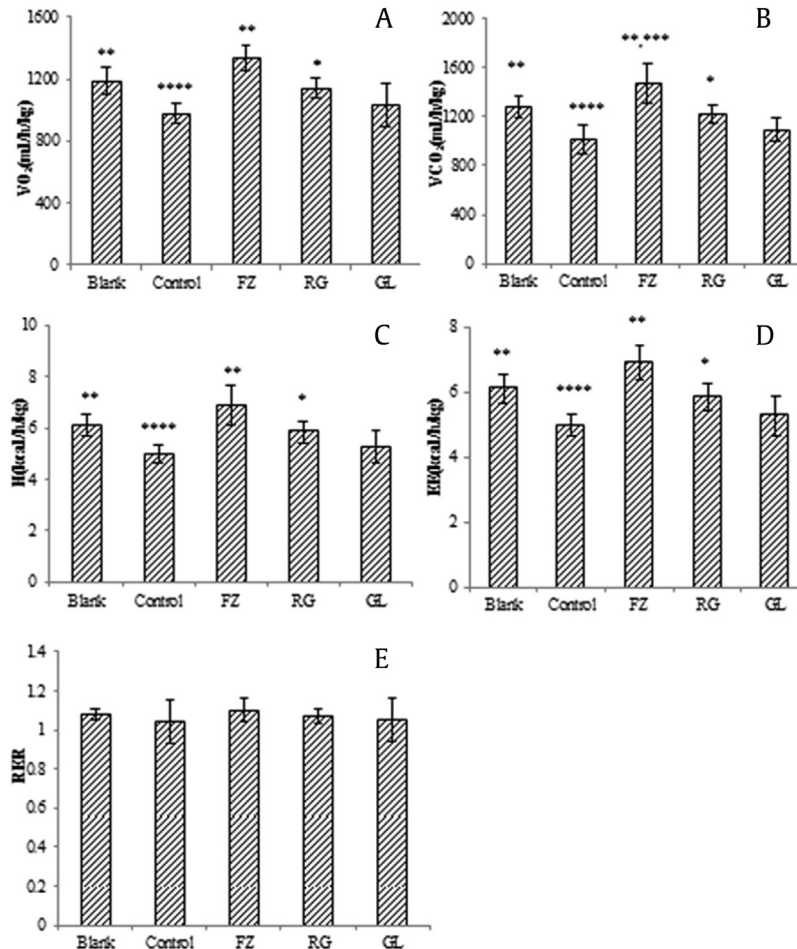 A
VO₂(ml/h/kg)
1600
1200
800
400
0
** **** ** *
Blank Control FZ RG GL
B
VCO₂(ml/h/kg)
2000
1600
1200
800
400
0
** **** **,*** *
Blank Control FZ RG GL
C
H(kcal/h/kg)
10
8
6
4
2
0
** **** ** *
Blank Control FZ RG GL
D
EE(kcal/h/kg)
8
6
4
2
0
** **** ** *
Blank Control FZ RG GL
E
RER
1.4
1.2
1
0.8
0.6
0.4
0.2
0
Blank Control FZ RG GL